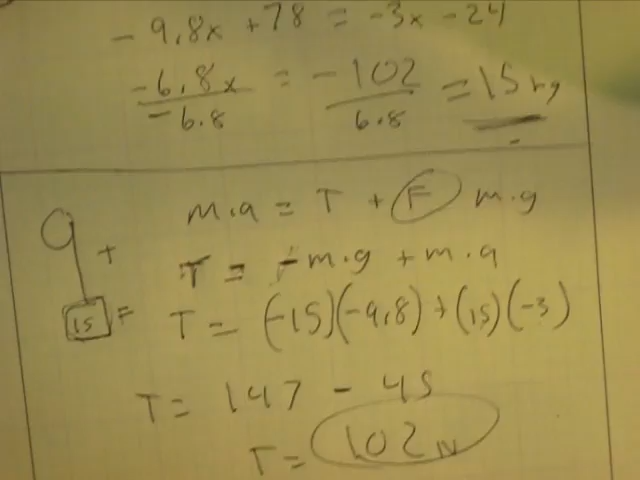 - 9.8x + 78 = -3x - 24
-6.8x / -6.8 = -102 / 6.8 = 15 kg
m.a = T + F m.g
T = -m.g + m.a
15 = T = (-15)(-9.8) + (15)(-3)
T = 147 - 45
T = 102 N